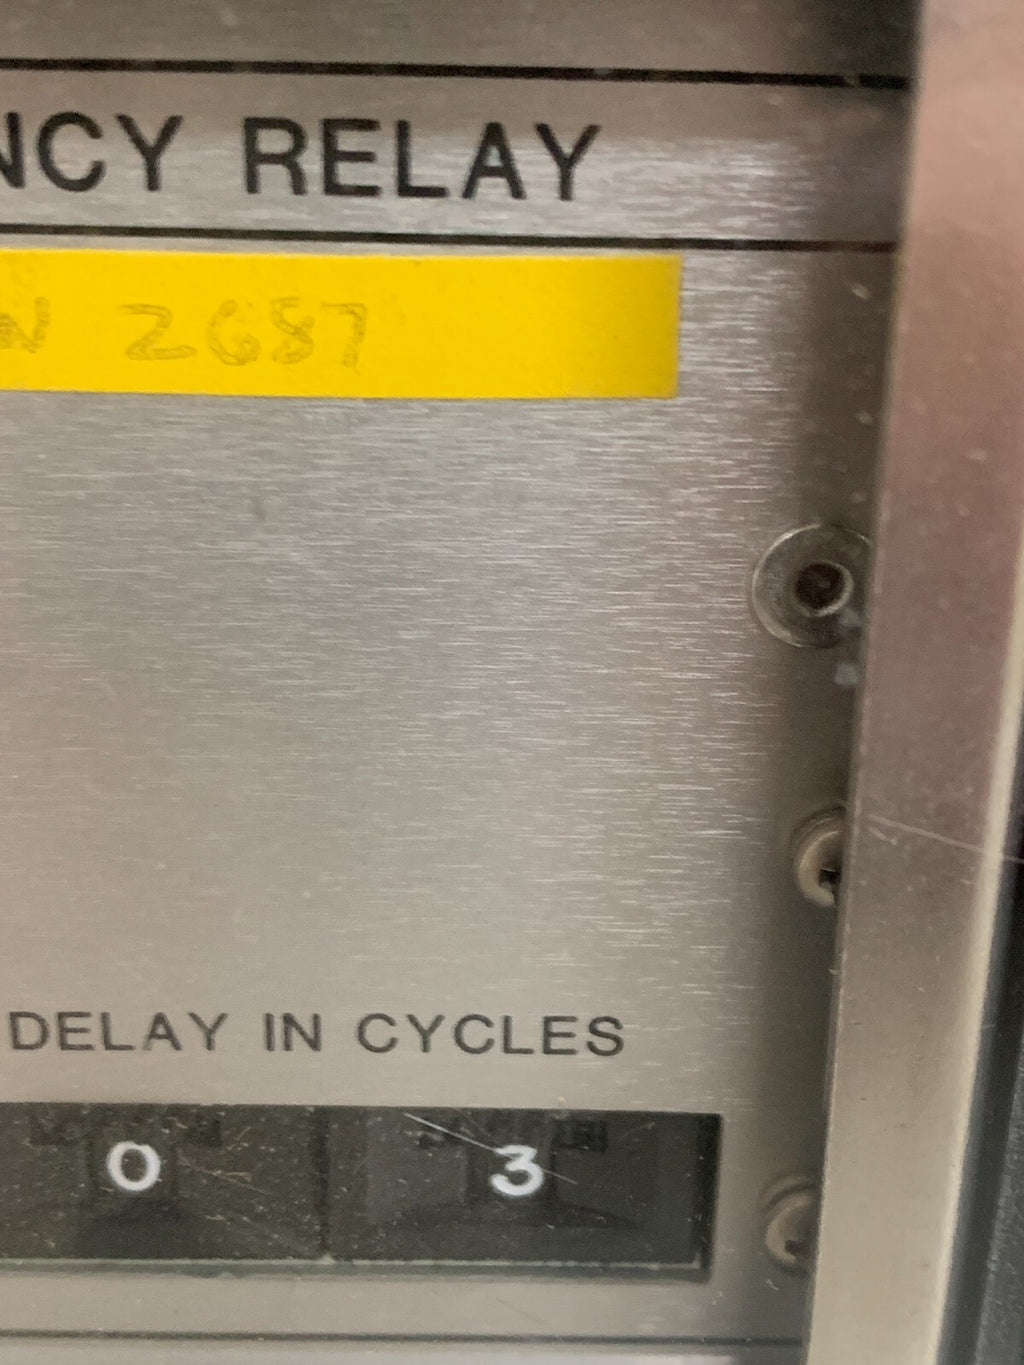 NCY RELAY
N 2687
DELAY IN CYCLES
0 3